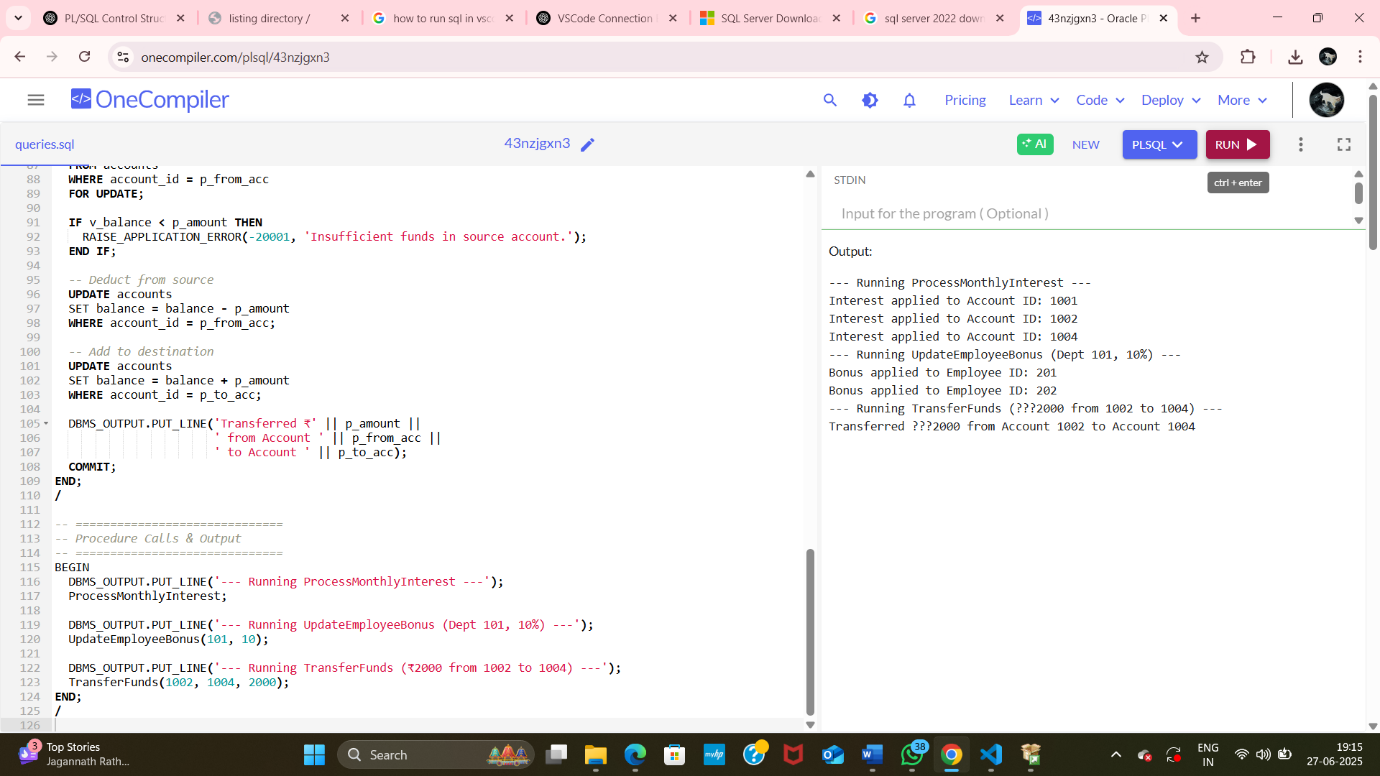 PL/SQL Control Struc
listing directory /
how to run sql in vsc
VSCode Connection
SQL Server Downloa
sql server 2022 down
43nzjgxn3 - Oracle P
onecompiler.com/plsql/43nzjgxn3
OneCompiler
Pricing
Learn
Code
Deploy
More
queries.sql
43nzjgxn3
AI
NEW
PLSQL
RUN
ctrl + enter
87 FROM accounts
88 WHERE account_id = p_from_acc
89 FOR UPDATE;
90
91 IF v_balance < p_amount THEN
92 RAISE_APPLICATION_ERROR(-20001, 'Insufficient funds in source account.');
93 END IF;
94
95 -- Deduct from source
96 UPDATE accounts
97 SET balance = balance - p_amount
98 WHERE account_id = p_from_acc;
99
100 -- Add to destination
101 UPDATE accounts
102 SET balance = balance + p_amount
103 WHERE account_id = p_to_acc;
104
105 DBMS_OUTPUT.PUT_LINE('Transferred ₹' || p_amount ||
106 ' from Account ' || p_from_acc ||
107 ' to Account ' || p_to_acc);
108 COMMIT;
109 END;
110 /
111
112 -- ==============================
113 -- Procedure Calls & Output
114 -- ==============================
115 BEGIN
116 DBMS_OUTPUT.PUT_LINE('--- Running ProcessMonthlyInterest ---');
117 ProcessMonthlyInterest;
118
119 DBMS_OUTPUT.PUT_LINE('--- Running UpdateEmployeeBonus (Dept 101, 10%) ---');
120 UpdateEmployeeBonus(101, 10);
121
122 DBMS_OUTPUT.PUT_LINE('--- Running TransferFunds (₹2000 from 1002 to 1004) ---');
123 TransferFunds(1002, 1004, 2000);
124 END;
125 /
126
STDIN
Input for the program ( Optional )
Output:
--- Running ProcessMonthlyInterest ---
Interest applied to Account ID: 1001
Interest applied to Account ID: 1002
Interest applied to Account ID: 1004
--- Running UpdateEmployeeBonus (Dept 101, 10%) ---
Bonus applied to Employee ID: 201
Bonus applied to Employee ID: 202
--- Running TransferFunds (???2000 from 1002 to 1004) ---
Transferred ???2000 from Account 1002 to Account 1004
3
Top Stories
Jagannath Rath...
Search
myhp
38
ENG
IN
19:15
27-06-2025